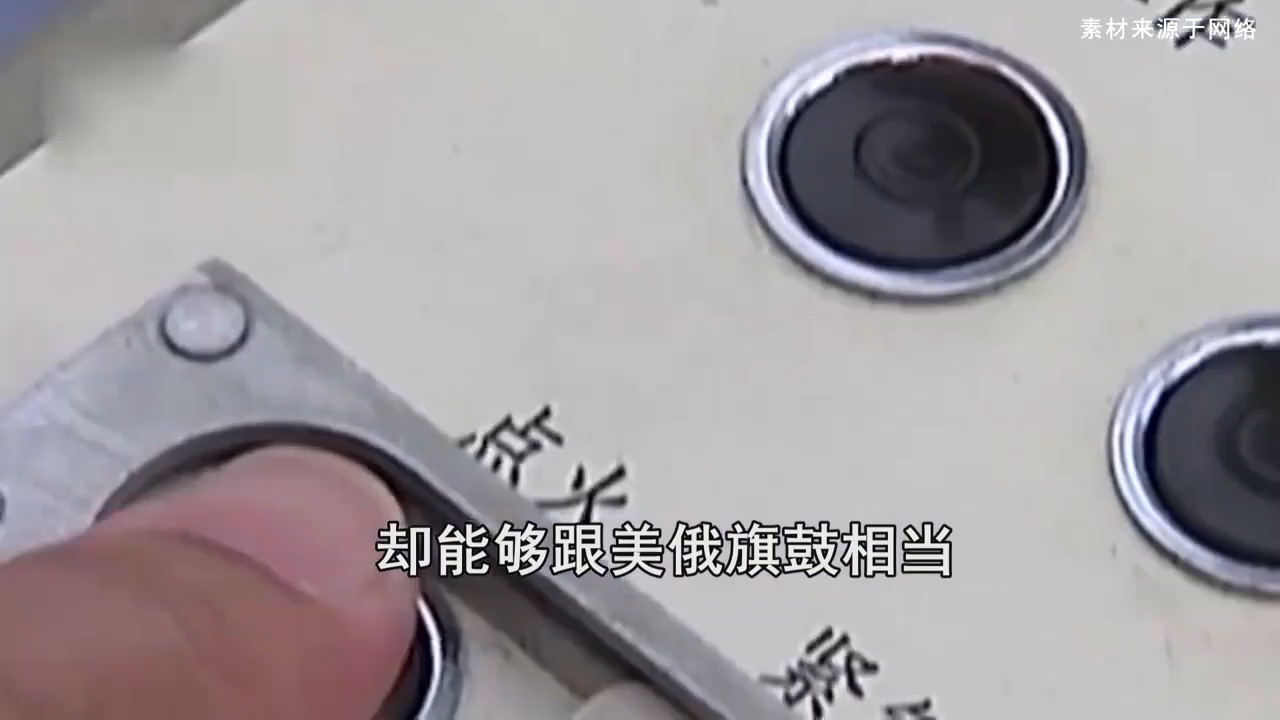 素材来源于网络
点火
却能够跟美俄旗鼓相当
紧